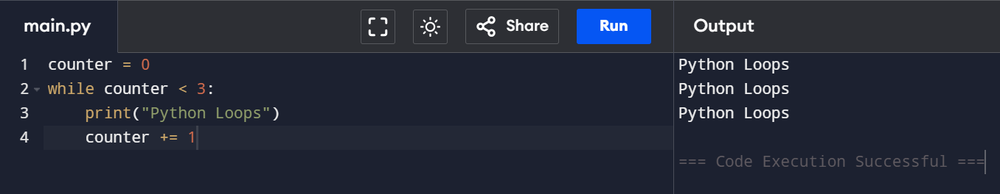 main.py
Share
Run
Output
1 counter = 0
2 while counter < 3:
3     print("Python Loops")
4     counter += 1
Python Loops
Python Loops
Python Loops
=== Code Execution Successful ===